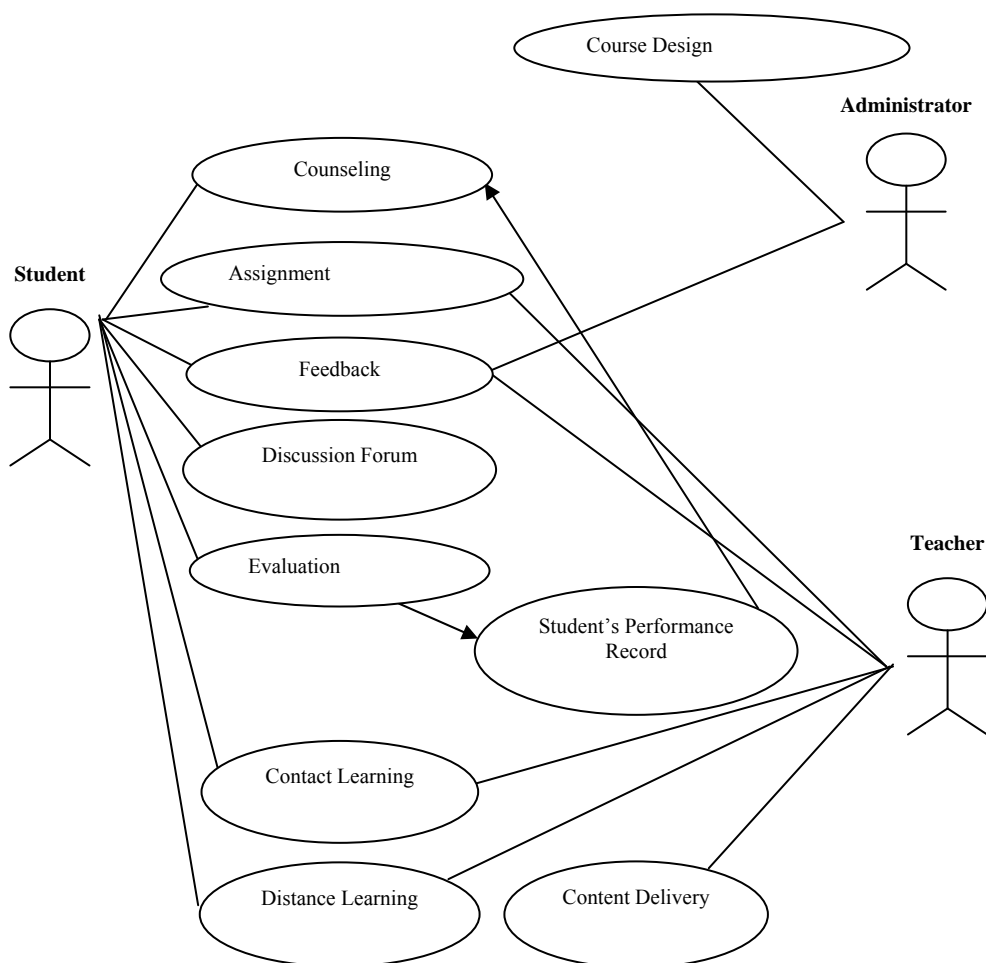 Course Design
Administrator
Counseling
Student
Assignment
Feedback
Discussion Forum
Teacher
Evaluation
Student’s Performance
Record
Contact Learning
Distance Learning
Content Delivery